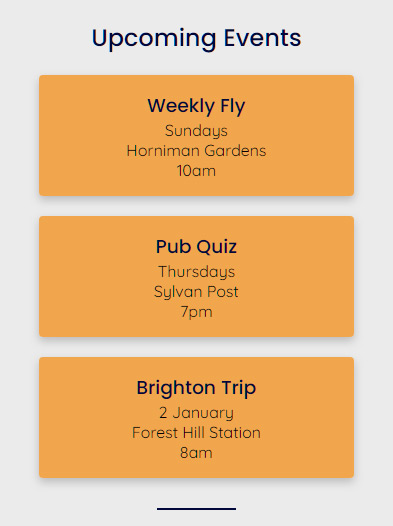 Upcoming Events
Weekly Fly
Sundays
Horniman Gardens
10am
Pub Quiz
Thursdays
Sylvan Post
7pm
Brighton Trip
2 January
Forest Hill Station
8am